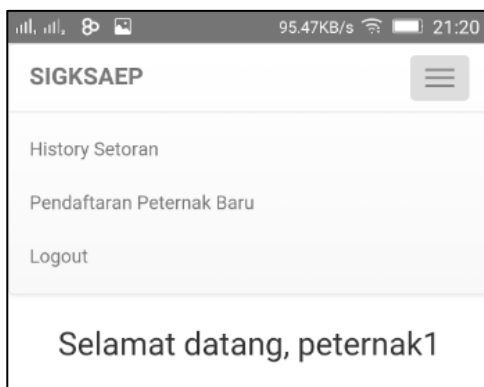 95.47KB/s 21:20
SIGKSAEP
History Setoran
Pendaftaran Peternak Baru
Logout
Selamat datang, peternak1